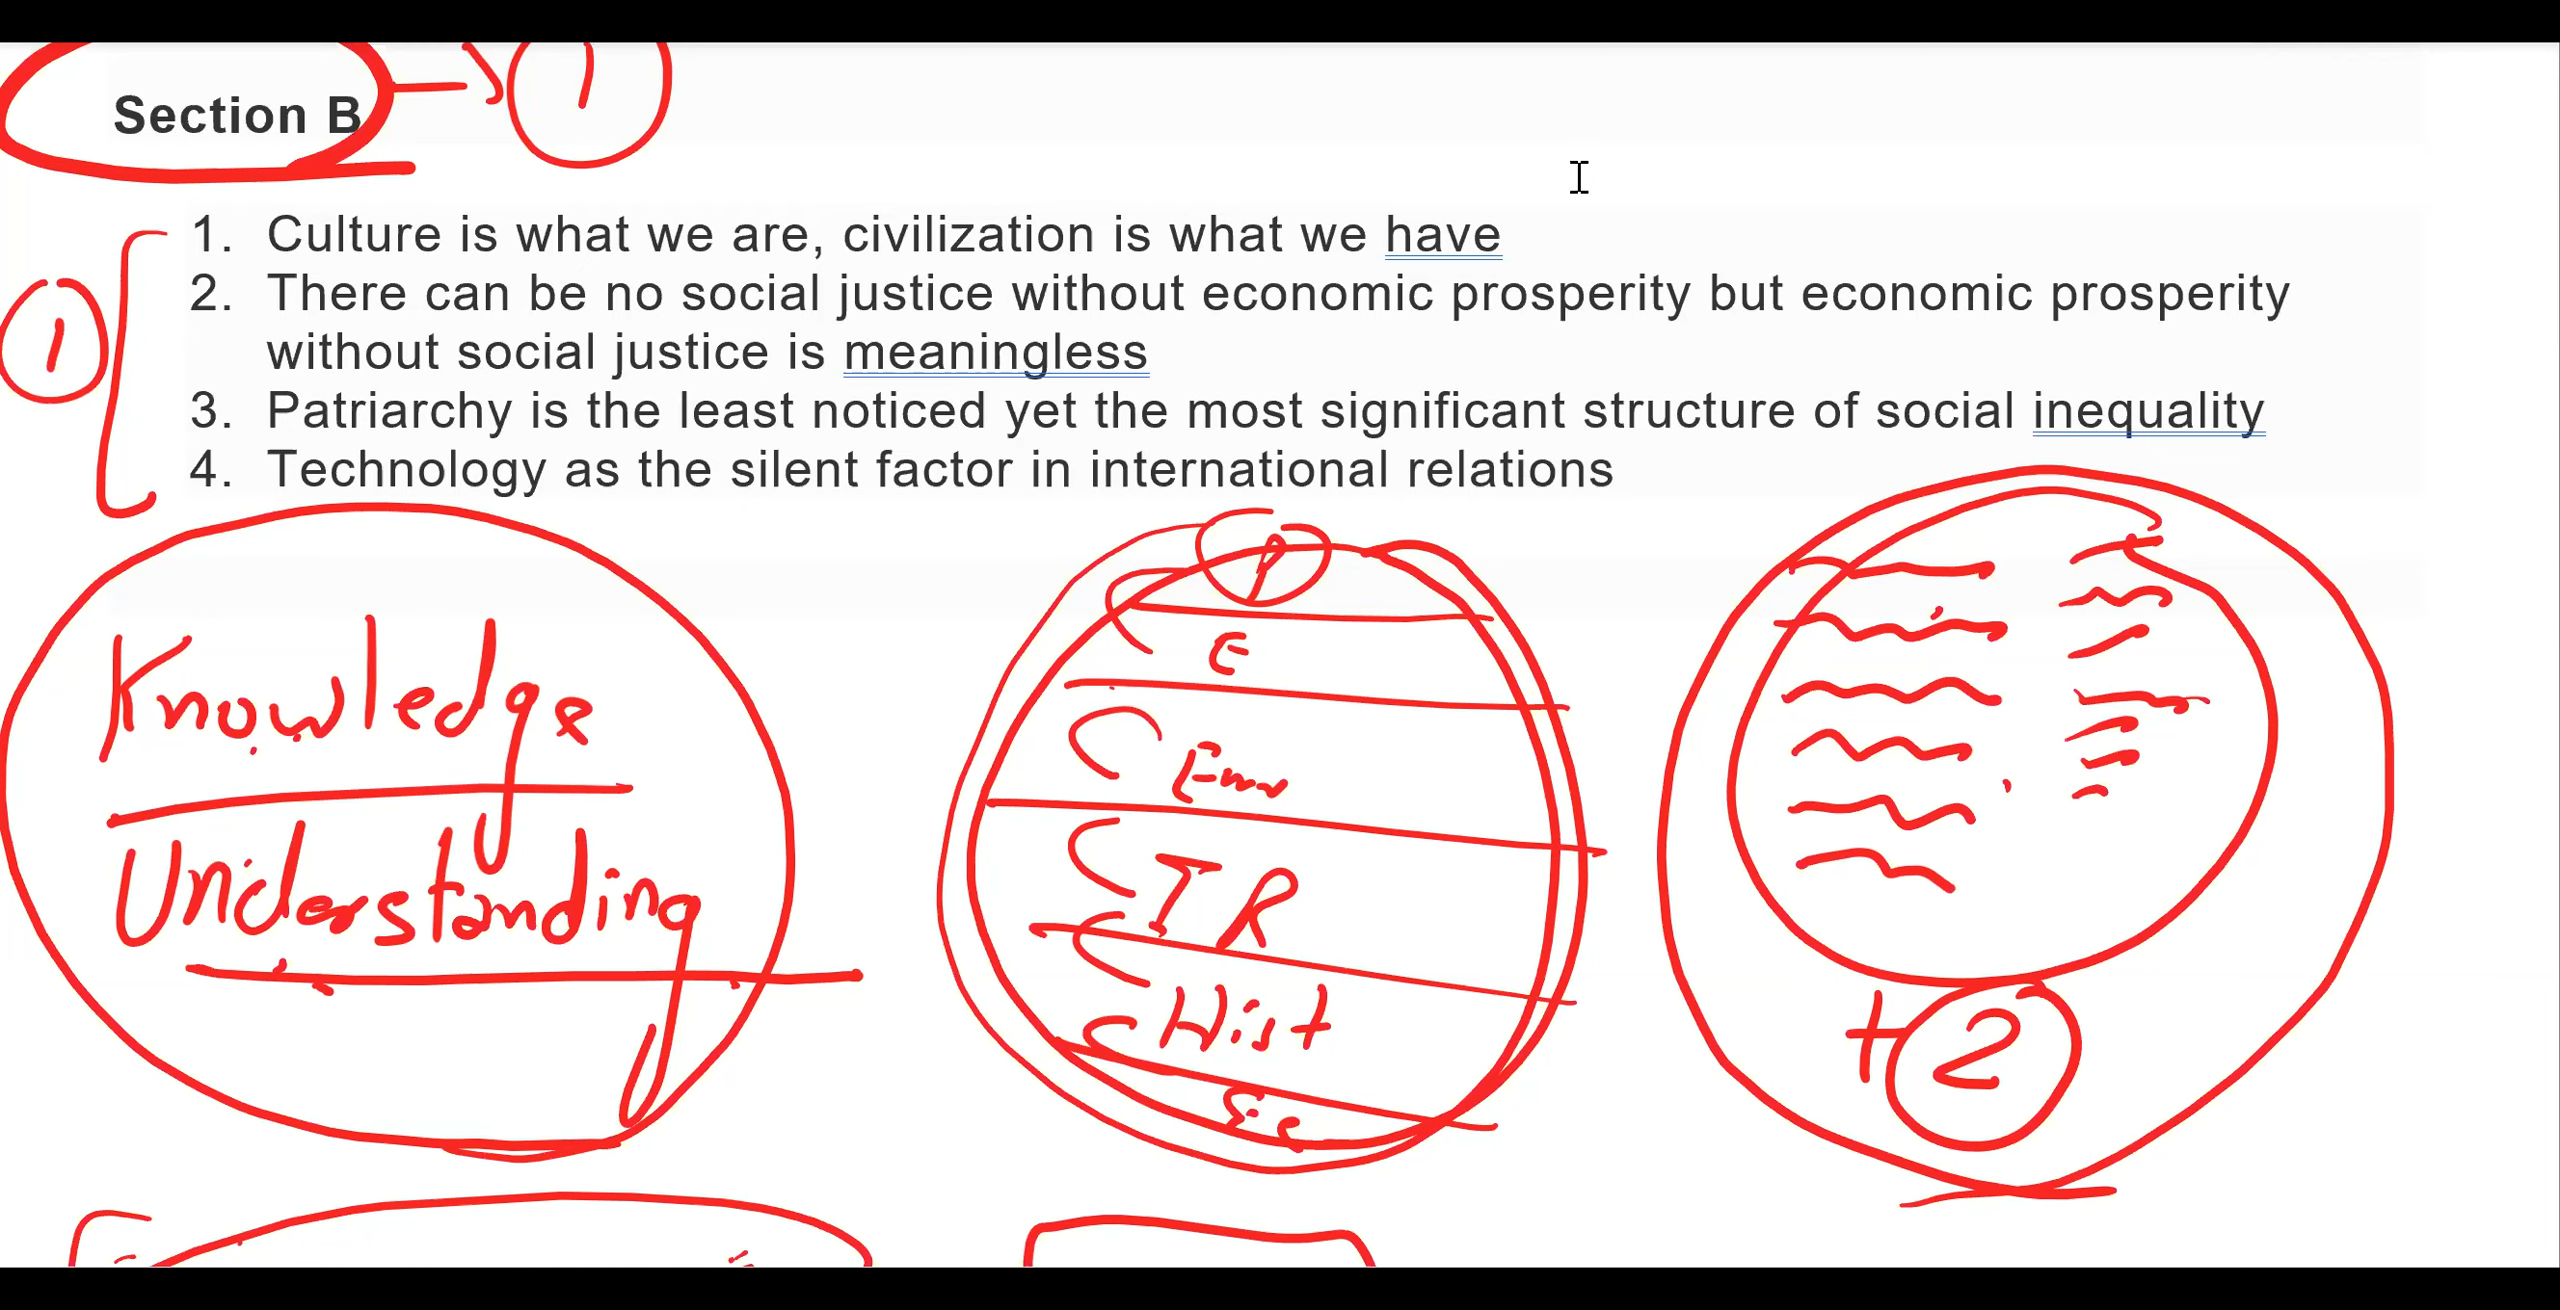 Section B
1
1. Culture is what we are, civilization is what we have
2. There can be no social justice without economic prosperity but economic prosperity
without social justice is meaningless
1
3. Patriarchy is the least noticed yet the most significant structure of social inequality
4. Technology as the silent factor in international relations
Knowledge
Understanding
P
E
Env
IR
Hist
+ 2